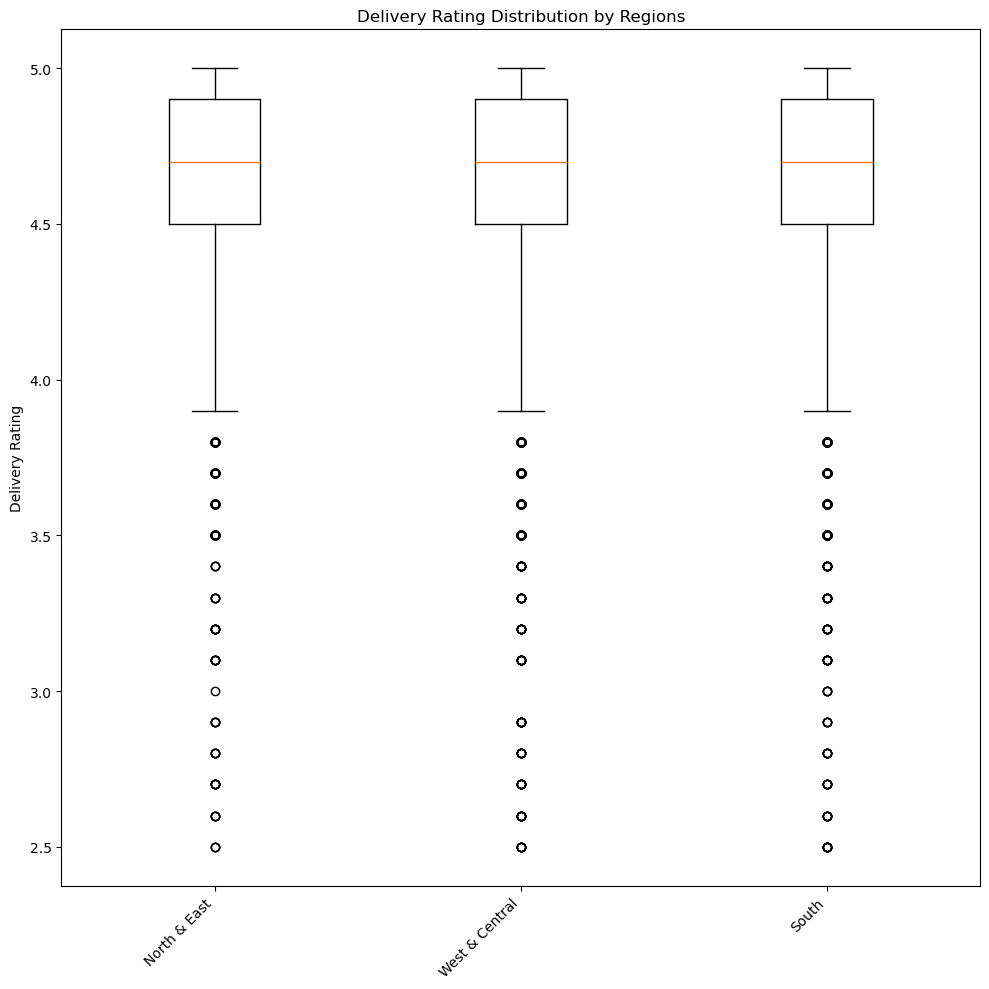 Delivery Rating Distribution by Regions
5.0
4.5
4.0
3.5
3.0
2.5
Delivery Rating
North & East
West & Central
South